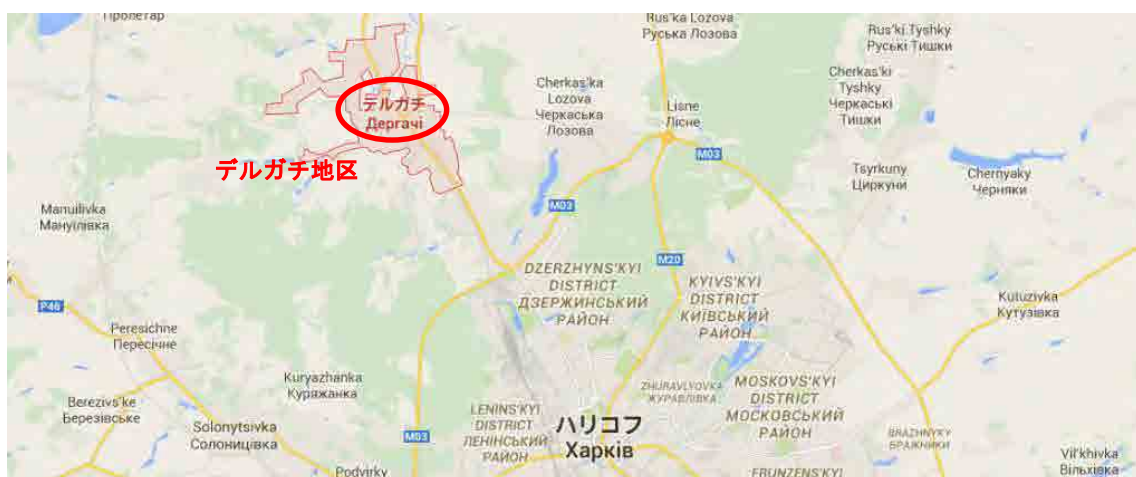 Пролетар
Rus'ka Lozova
Руська Лозова
Rus'ki Tyshky
Руські Тишки
Cherkas'ka
Lozova
Черкаська
Лозова
Cherkas'ki
Tyshky
Черкаські
Тишки
デルガチ
Дергачі
Lisne
Лісне
M03
デルガチ地区
Tsyrkuny
Циркуни
Chernyaky
Черняки
Manuilivka
Мануілівка
M03
DZERZHYNS'KYI
DISTRICT
ДЗЕРЖИНСЬКИЙ
РАЙОН
M20
KYIVS'KYI
DISTRICT
КИЇВСЬКИЙ
РАЙОН
P46
Kutuzivka
Кутузівка
Peresichne
Пересічне
Kuryazhanka
Куряжанка
ZHURAVLYOVKA
ЖУРАВЛІВКА
MOSKOVS'KYI
DISTRICT
МОСКОВСЬКИЙ
РАЙОН
Berezivs'ke
Березівське
Solonytsivka
Солоницівка
M03
LENINS'KYI
DISTRICT
ЛЕНІНСЬКИЙ
РАЙОН
ハリコフ
Харків
BRAZHNYKY
БРАЖНИКИ
Vil'khivka
Вільхівка
Podvirky
FRUNZENS'KYI